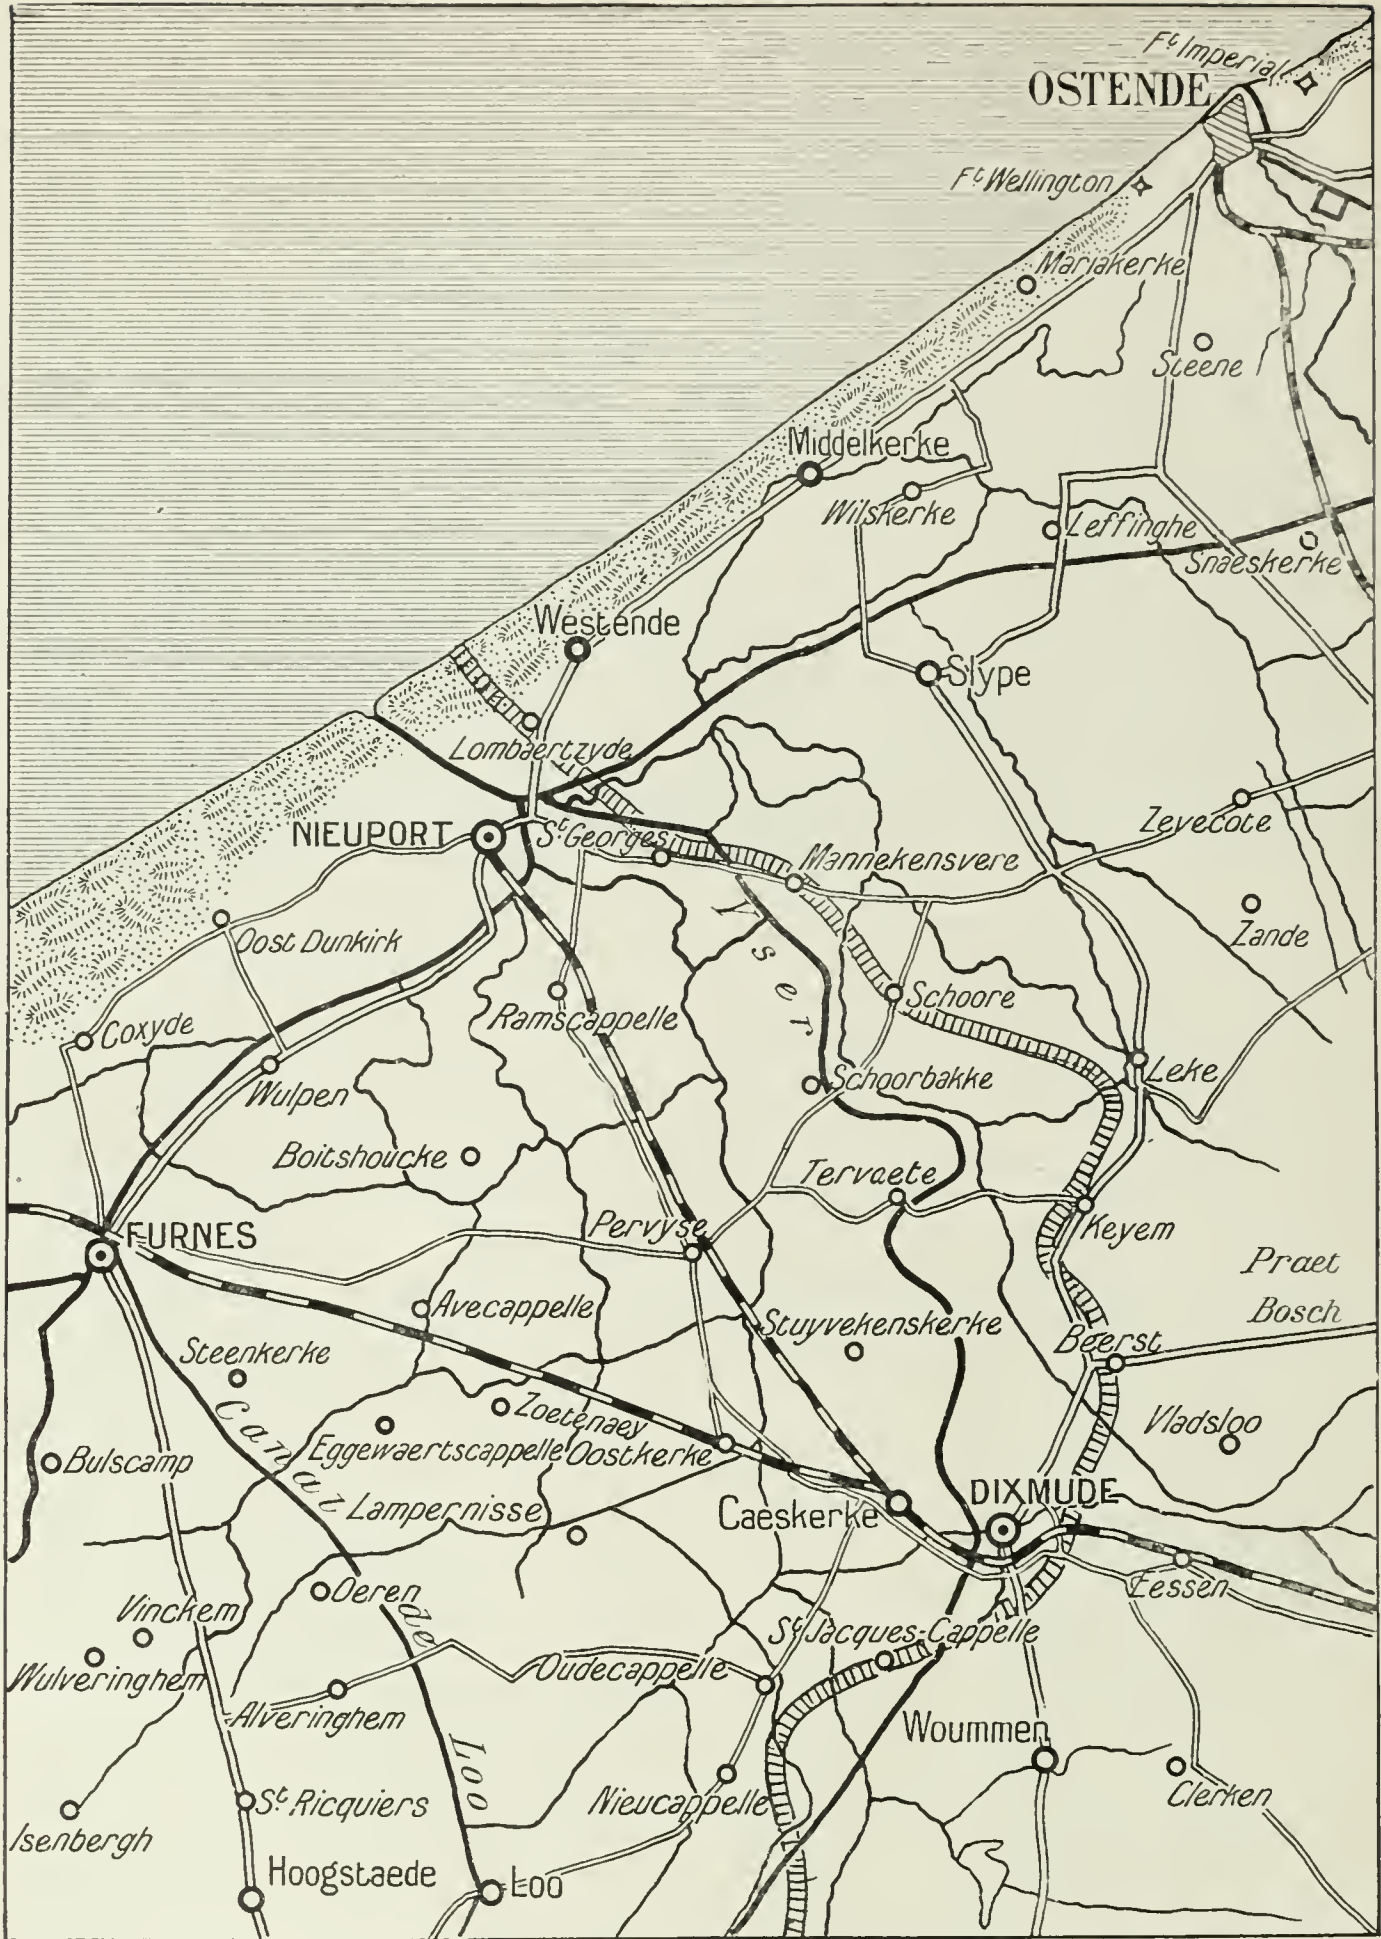 Ft Imperial
OSTENDE
Ft Wellington
Mariakerke
Steene
Middelkerke
Wilskerke
Leffinghe
Snaeskerke
Westende
Slype
Lombaertzyde
Zevecote
NIEUPORT
St Georges
Mannekensvere
Yser
Zande
Oost Dunkirk
Schoore
Ramscappelle
Coxyde
Leke
Schoorbakke
Wulpen
Boitshoucke
Tervaete
Keyem
Pervyse
FURNES
Praet
Bosch
Avecappelle
Stuyvekenskerke
Beerst
Steenkerke
Zoetenaey
Vladsloo
Canal de Loo
Eggewaertscappelle
Oostkerke
Bulscamp
DIXMUDE
Lampernisse
Caeskerke
Eessen
Oeren
Vinckem
St Jacques-Cappelle
Wulveringhem
Oudecappelle
Alveringhem
Woummen
St Ricquiers
Nieucappelle
Clerken
Isenbergh
Hoogstaede
Loo